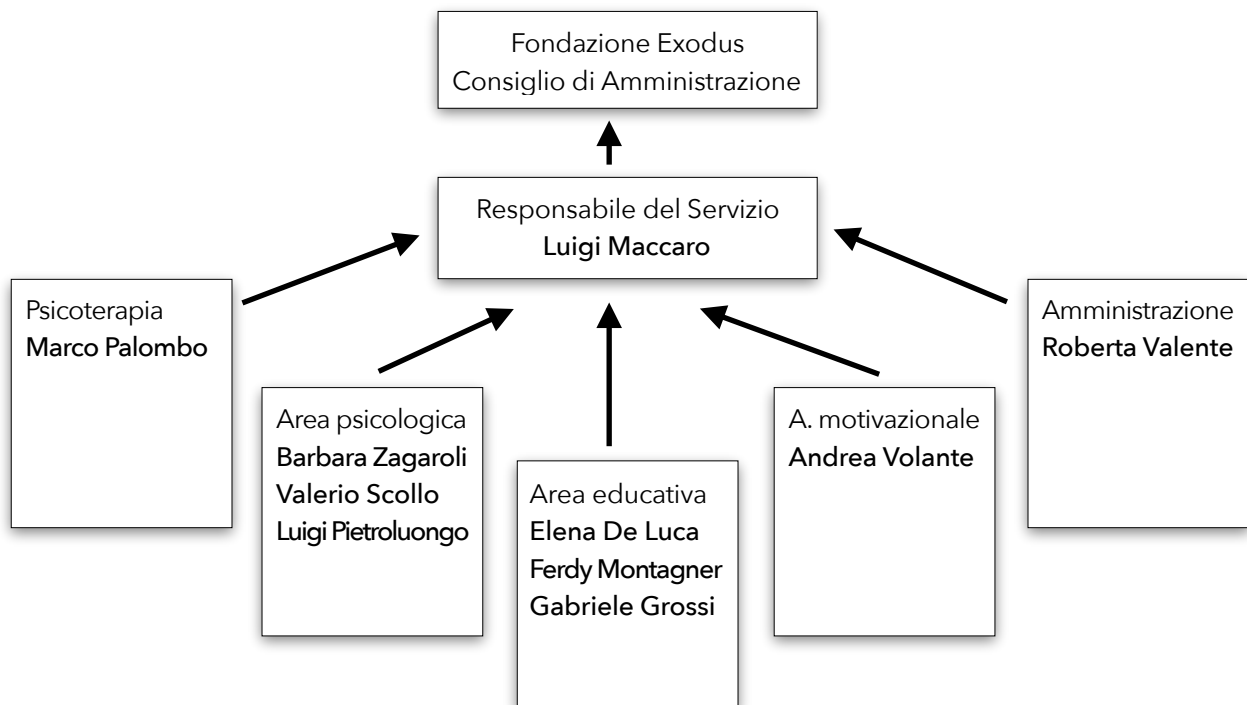 Fondazione Exodus
Consiglio di Amministrazione
Responsabile del Servizio
Luigi Maccaro
Psicoterapia
Marco Palombo
Area psicologica
Barbara Zagaroli
Valerio Scollo
Luigi Pietroluongo
Area educativa
Elena De Luca
Ferdy Montagner
Gabriele Grossi
A. motivazionale
Andrea Volante
Amministrazione
Roberta Valente